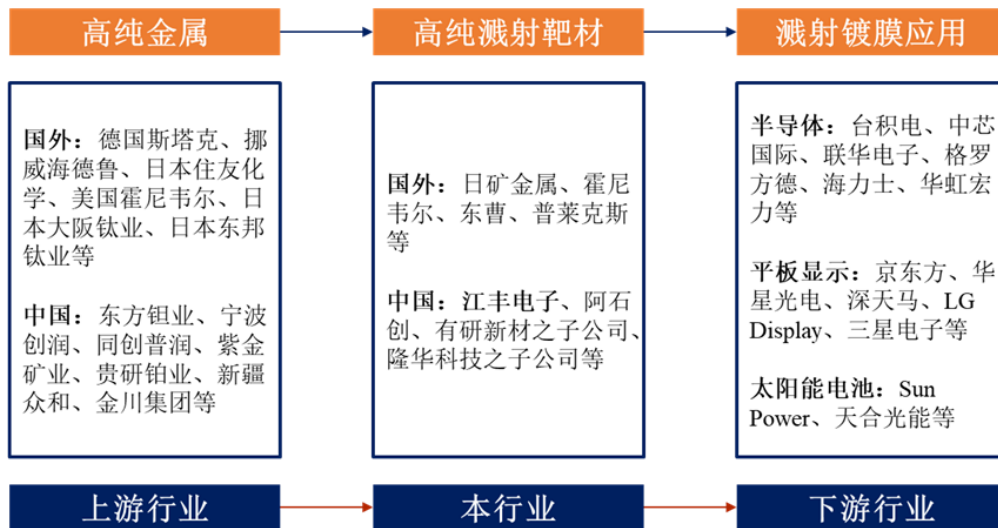 高纯金属
高纯溅射靶材
溅射镀膜应用
国外：德国斯塔克、挪
威海德鲁、日本住友化
学、美国霍尼韦尔、日
本大阪钛业、日本东邦
钛业等
中国：东方钽业、宁波
创润、同创普润、紫金
矿业、贵研铂业、新疆
众和、金川集团等
国外：日矿金属、霍尼
韦尔、东曹、普莱克斯
等
中国：江丰电子、阿石
创、有研新材之子公司、
隆华科技之子公司等
半导体：台积电、中芯
国际、联华电子、格罗
方德、海力士、华虹宏
力等
平板显示：京东方、华
星光电、深天马、LG
Display、三星电子等
太阳能电池：Sun
Power、天合光能等
上游行业
本行业
下游行业